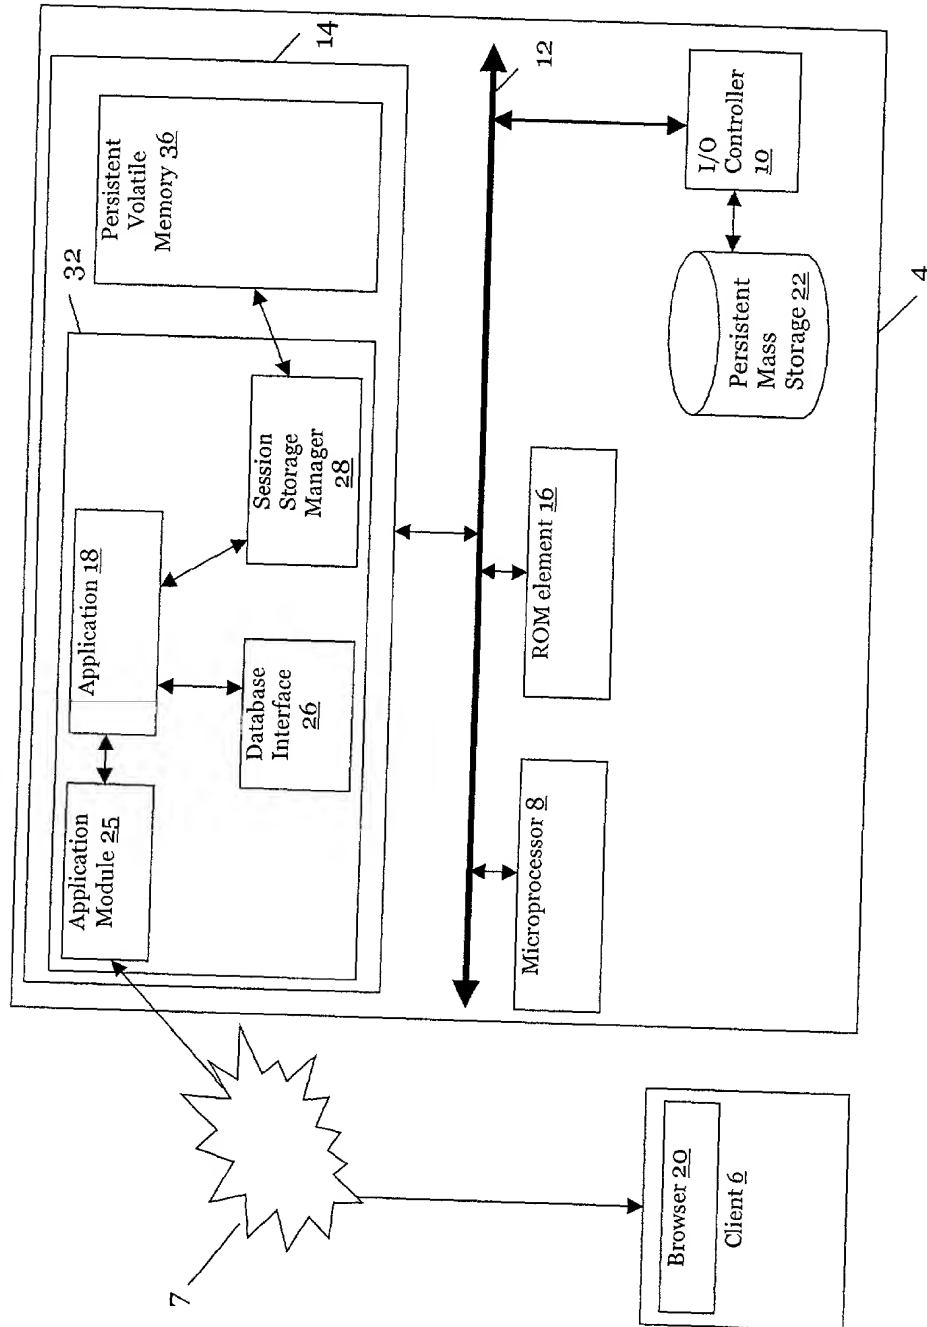 14
32
Persistent
Volatile
Memory 36
Application 18
Session
Storage
Manager
28
Application
Module 25
Database
Interface
26
12
I/O
Controller
10
Persistent
Mass
Storage 22
ROM element 16
Microprocessor 8
4
7
Browser 20
Client 6